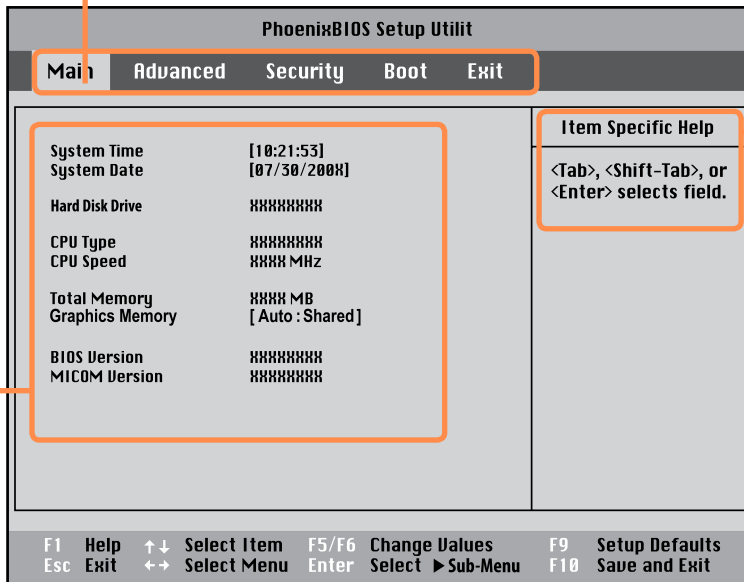 PhoenixBIOS Setup Utilit
Main Advanced Security Boot Exit
System Time [10:21:53]
System Date [07/30/200X]
Hard Disk Drive XXXXXXXX
CPU Type XXXXXXXX
CPU Speed XXXX MHz
Total Memory XXXX MB
Graphics Memory [ Auto : Shared ]
BIOS Version XXXXXXXX
MICOM Version XXXXXXXX
Item Specific Help
<Tab>, <Shift-Tab>, or
<Enter> selects field.
F1 Help ↑↓ Select Item F5/F6 Change Values F9 Setup Defaults
Esc Exit ←→ Select Menu Enter Select ▶Sub-Menu F10 Save and Exit